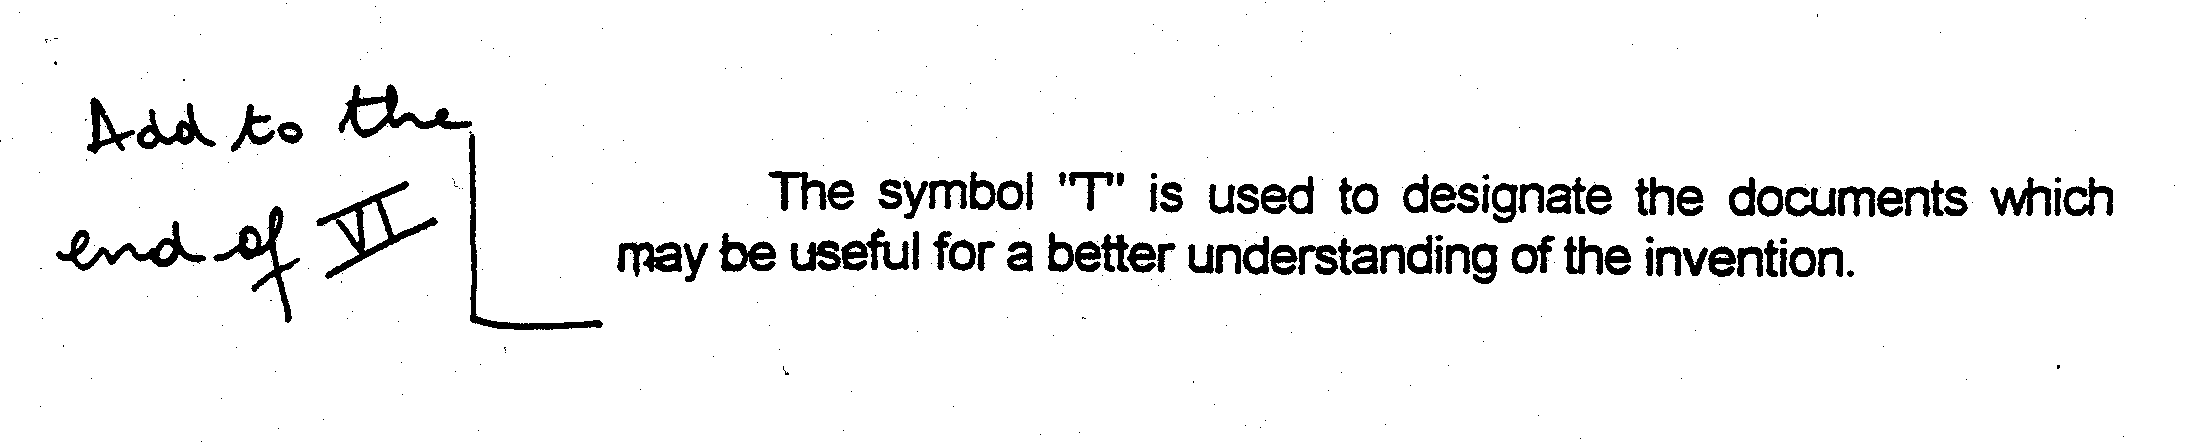 Add to the
end of VI
The symbol "T" is used to designate the documents which
may be useful for a better understanding of the invention.